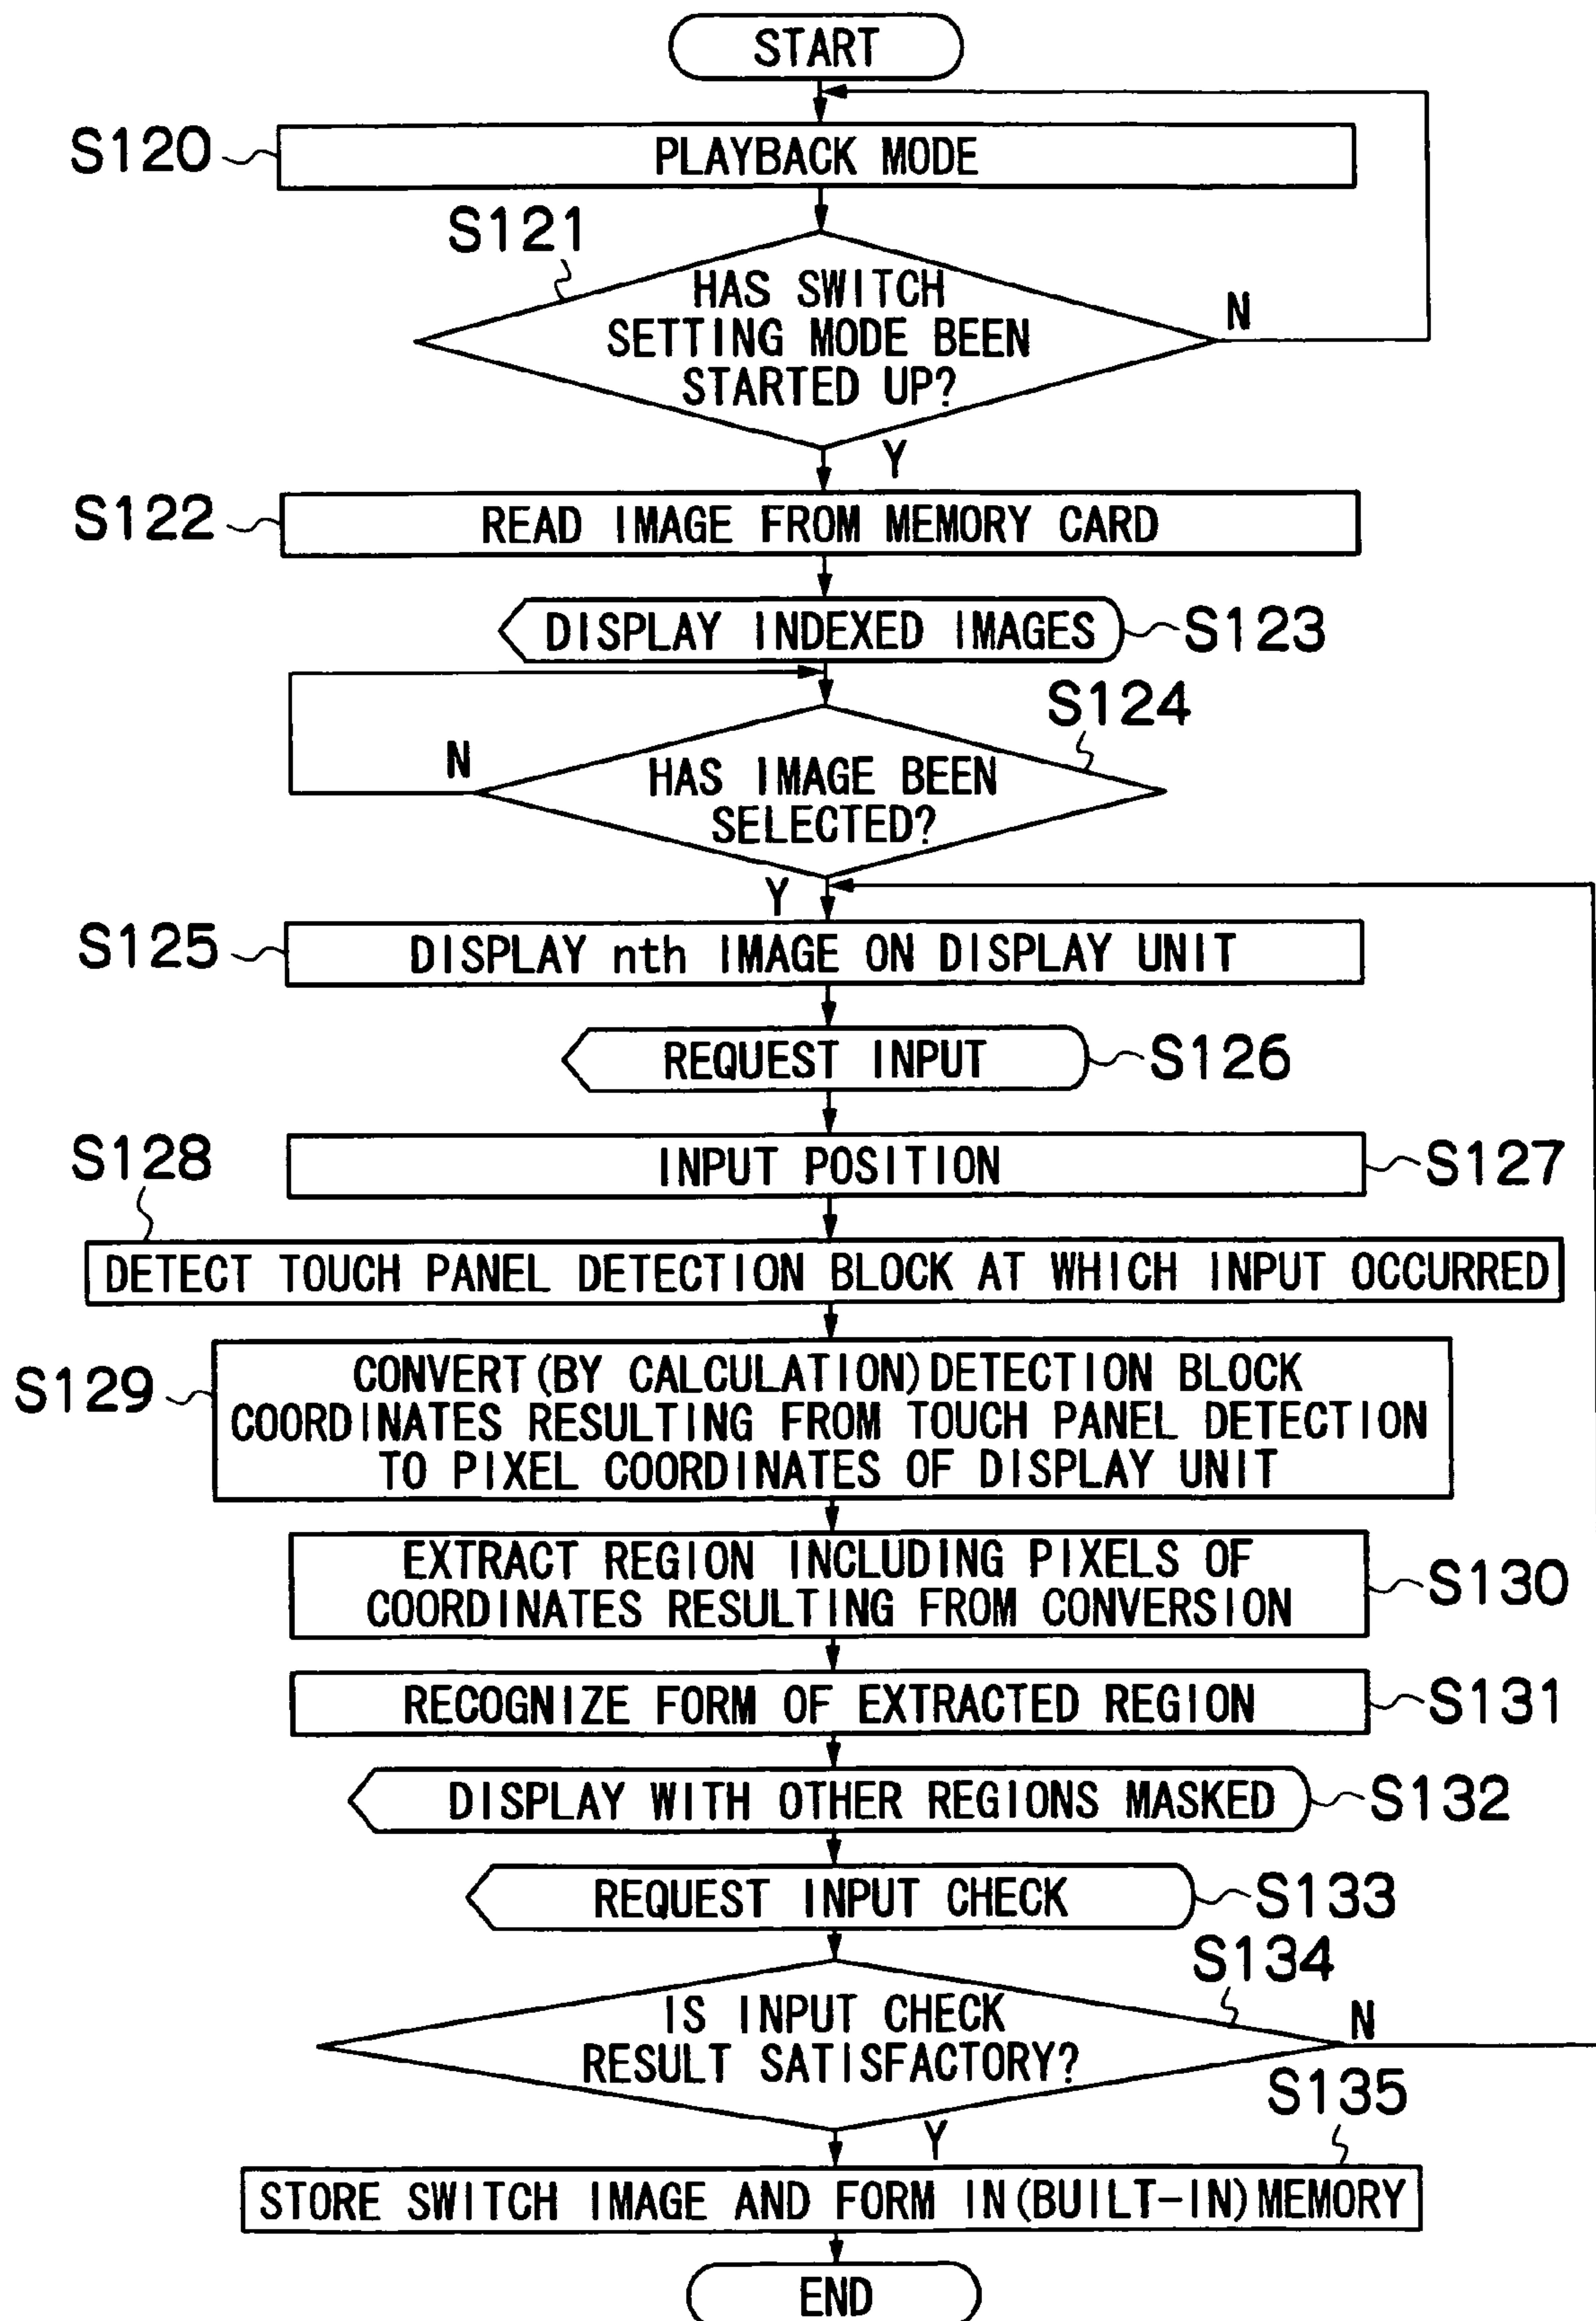 START
S120
PLAYBACK MODE
S121
HAS SWITCH
SETTING MODE BEEN
STARTED UP?
N
Y
S122
READ IMAGE FROM MEMORY CARD
DISPLAY INDEXED IMAGES
S123
S124
N
HAS IMAGE BEEN
SELECTED?
Y
S125
DISPLAY nth IMAGE ON DISPLAY UNIT
REQUEST INPUT
S126
S128
INPUT POSITION
S127
DETECT TOUCH PANEL DETECTION BLOCK AT WHICH INPUT OCCURRED
S129
CONVERT(BY CALCULATION)DETECTION BLOCK
COORDINATES RESULTING FROM TOUCH PANEL DETECTION
TO PIXEL COORDINATES OF DISPLAY UNIT
EXTRACT REGION INCLUDING PIXELS OF
COORDINATES RESULTING FROM CONVERSION
S130
RECOGNIZE FORM OF EXTRACTED REGION
S131
DISPLAY WITH OTHER REGIONS MASKED
S132
REQUEST INPUT CHECK
S133
S134
IS INPUT CHECK
RESULT SATISFACTORY?
N
S135
Y
STORE SWITCH IMAGE AND FORM IN(BUILT-IN)MEMORY
END